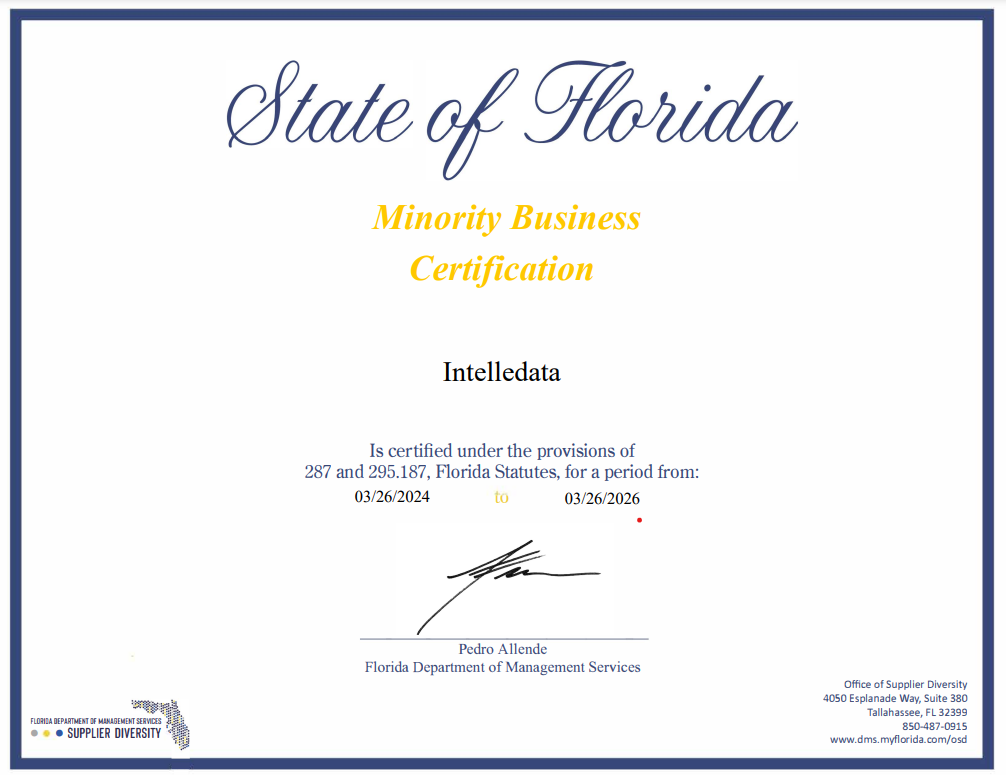 State of Florida
Minority Business
Certification
Intelledata
Is certified under the provisions of
287 and 295.187, Florida Statutes, for a period from:
03/26/2024 to 03/26/2026
Pedro Allende
Florida Department of Management Services
FLORIDA DEPARTMENT OF MANAGEMENT SERVICES
SUPPLIER DIVERSITY
Office of Supplier Diversity
4050 Esplanade Way, Suite 380
Tallahassee, FL 32399
850-487-0915
www.dms.myflorida.com/osd